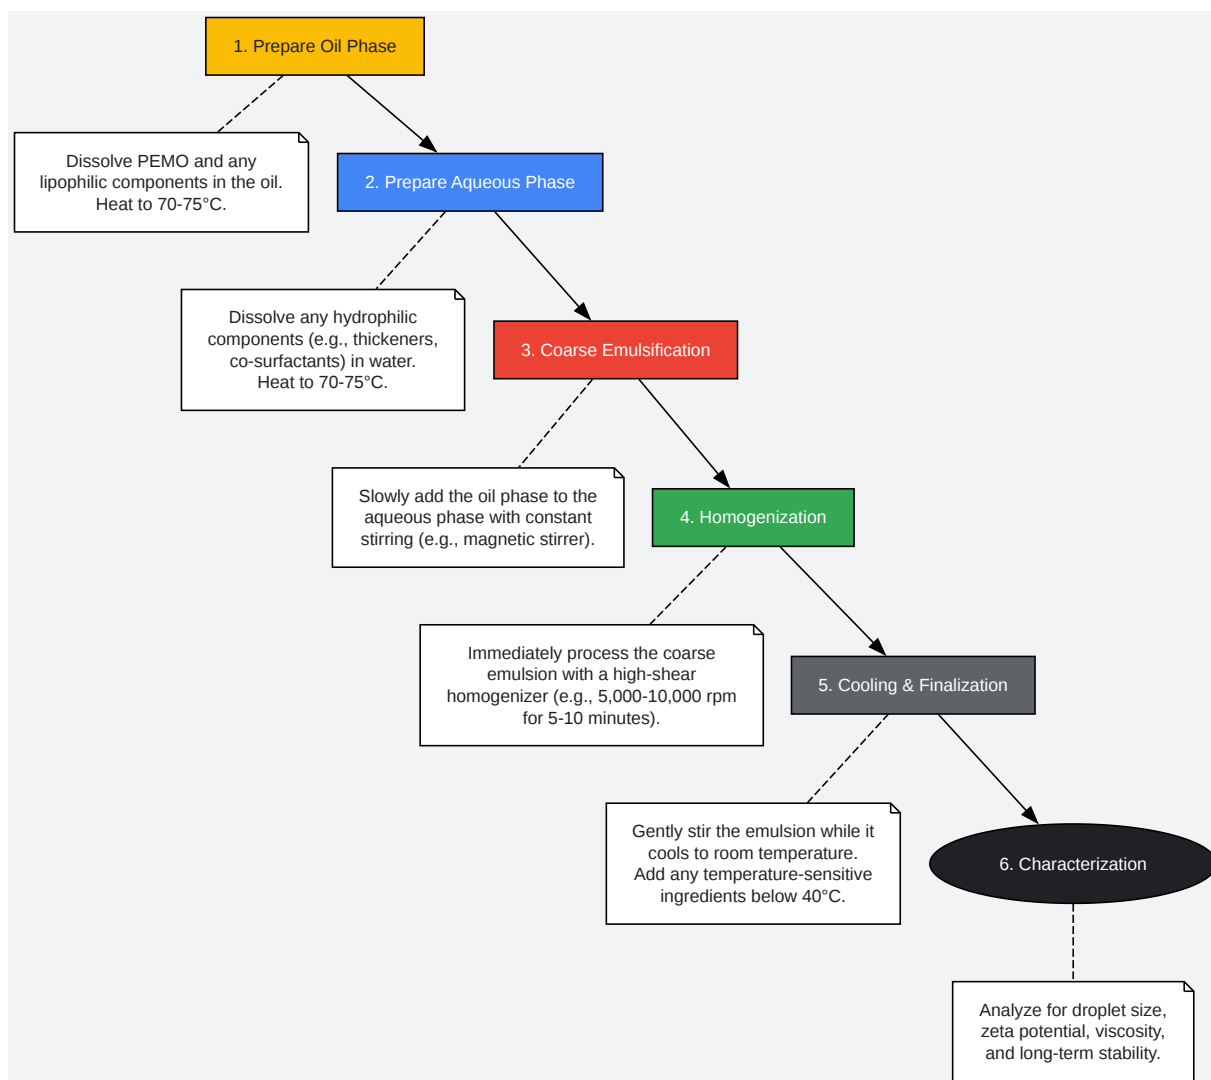 1. Prepare Oil Phase
Dissolve PEMO and any
lipophilic components in the oil.
Heat to 70-75°C.
2. Prepare Aqueous Phase
Dissolve any hydrophilic
components (e.g., thickeners,
co-surfactants) in water.
Heat to 70-75°C.
3. Coarse Emulsification
Slowly add the oil phase to the
aqueous phase with constant
stirring (e.g., magnetic stirrer).
4. Homogenization
Immediately process the coarse
emulsion with a high-shear
homogenizer (e.g., 5,000-10,000 rpm
for 5-10 minutes).
5. Cooling & Finalization
Gently stir the emulsion while it
cools to room temperature.
Add any temperature-sensitive
ingredients below 40°C.
6. Characterization
Analyze for droplet size,
zeta potential, viscosity,
and long-term stability.